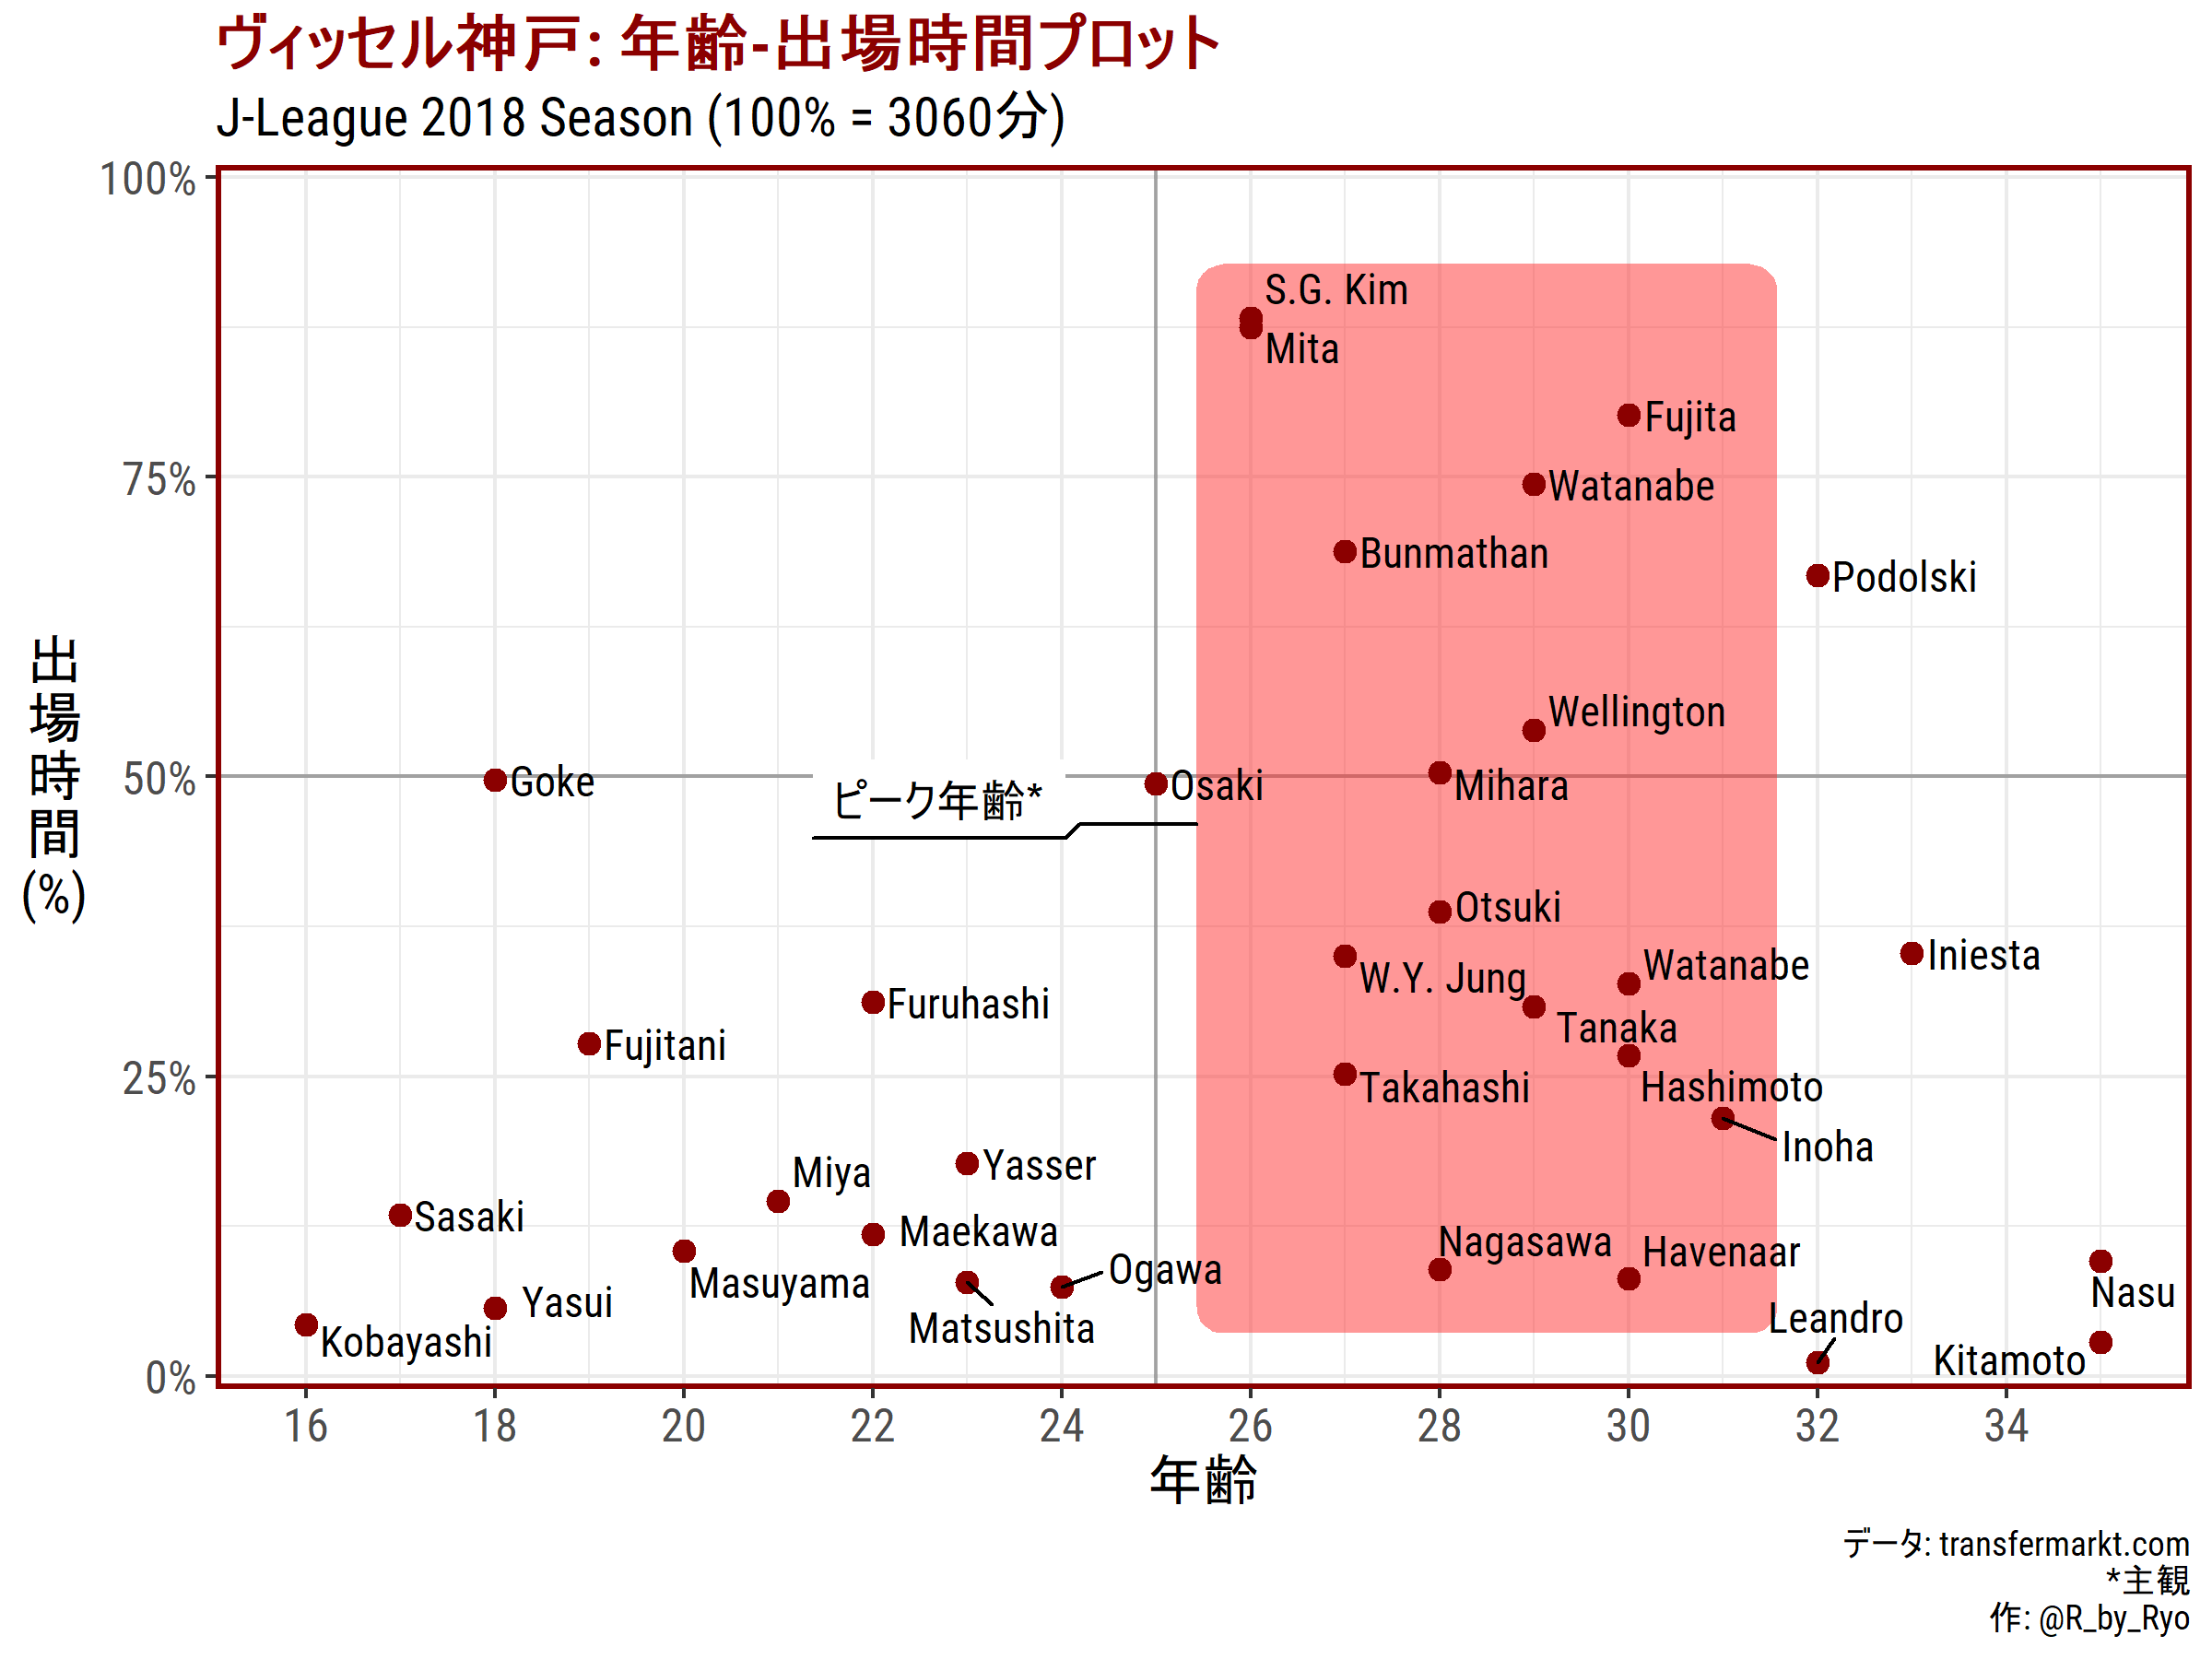 ヴィッセル神戸: 年齢-出場時間プロット
J-League 2018 Season (100% = 3060分)
100%
75%
50%
25%
0%
出場時間(%)
S.G. Kim
Mita
Fujita
Watanabe
Bunmathan
Podolski
Wellington
Goke
ピーク年齢*
Osaki
Mihara
Otsuki
W.Y. Jung
Watanabe
Iniesta
Furuhashi
Tanaka
Fujitani
Takahashi
Hashimoto
Inoha
Miya
Yasser
Sasaki
Maekawa
Nagasawa
Havenaar
Masuyama
Ogawa
Nasu
Yasui
Matsushita
Leandro
Kobayashi
Kitamoto
16 18 20 22 24 26 28 30 32 34
年齢
データ: transfermarkt.com
*主観
作: @R_by_Ryo